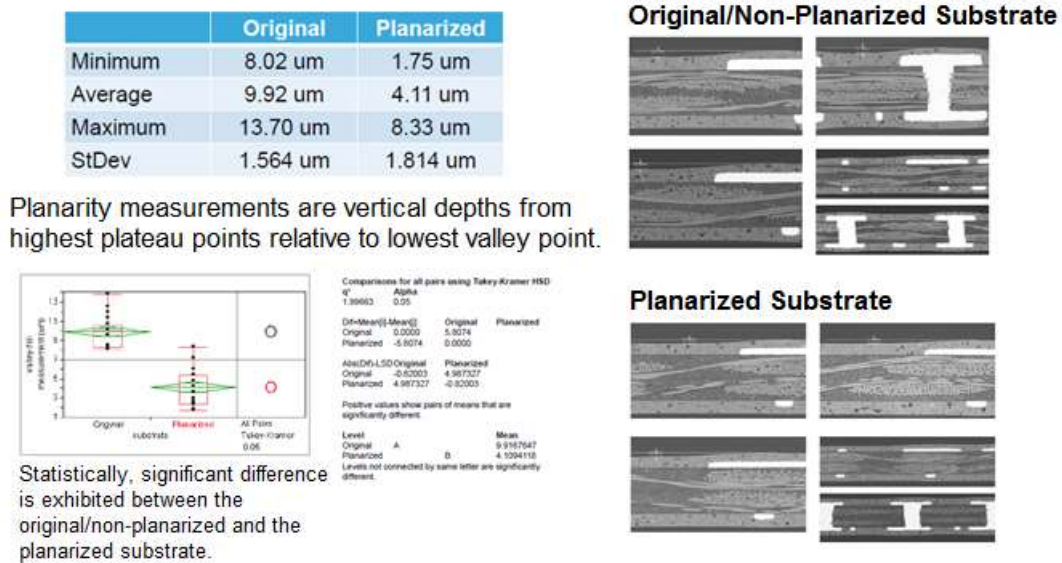 Original Planarized
Minimum 8.02 um 1.75 um
Average 9.92 um 4.11 um
Maximum 13.70 um 8.33 um
StDev 1.564 um 1.814 um
Planarity measurements are vertical depths from
highest plateau points relative to lowest valley point.
Original Planarized All Pairs
substrate Tukey-Kramer
0.05
Comparisons for all pairs using Tukey-Kramer HSD
q* Alpha
1.99663 0.05
Dif=Mean[i]-Mean[j] Original Planarized
Original 0.0000 5.8074
Planarized -5.8074 0.0000
Abs(Dif)-LSD Original Planarized
Original -0.82003 4.987327
Planarized 4.987327 -0.82003
Positive values show pairs of means that are
significantly different.
Level Mean
Original A 9.9167647
Planarized B 4.1094118
Levels not connected by same letter are significantly
different.
Statistically, significant difference
is exhibited between the
original/non-planarized and the
planarized substrate.
Original/Non-Planarized Substrate
Planarized Substrate